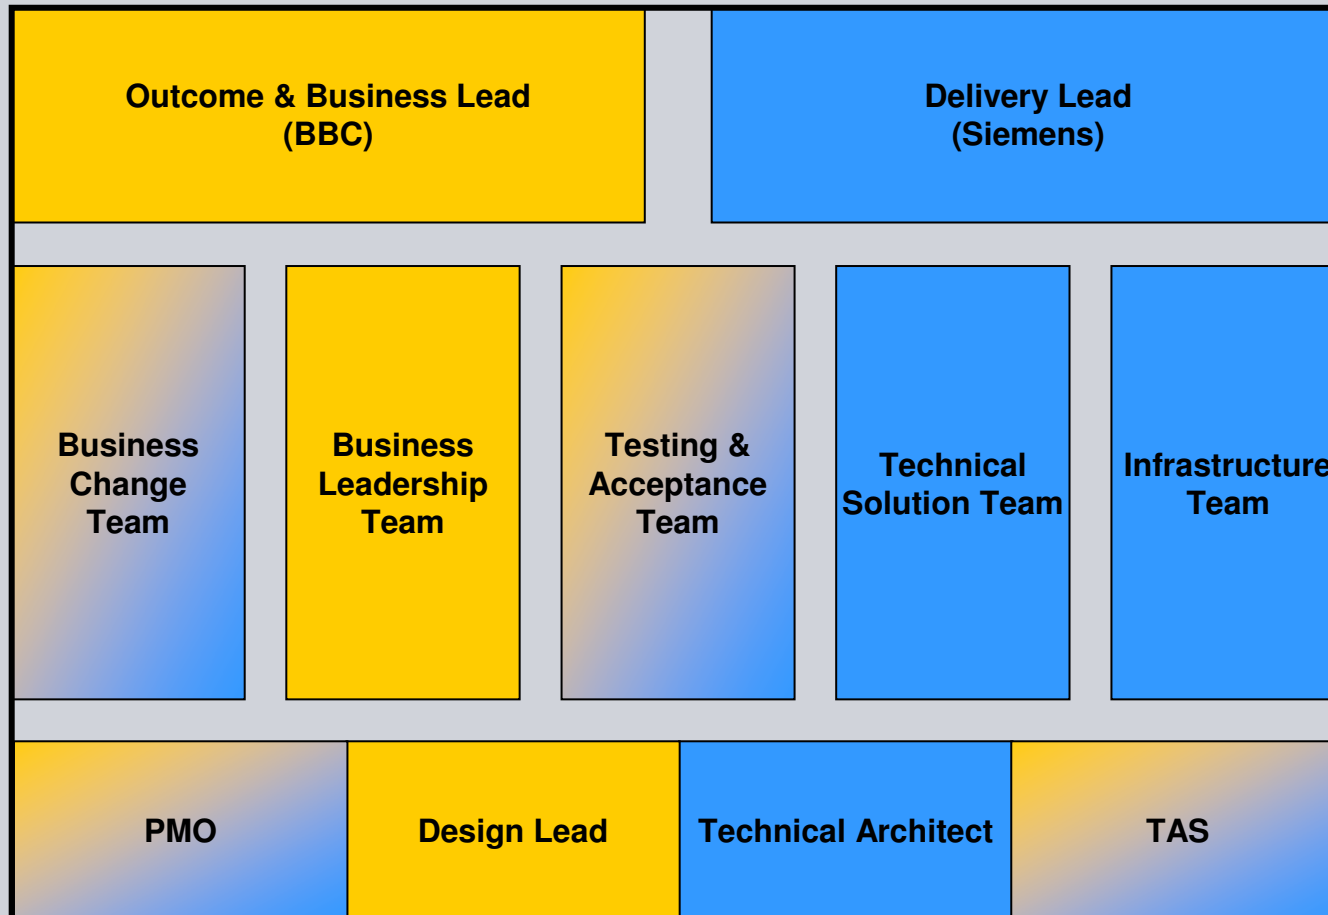 Outcome & Business Lead
(BBC)
Delivery Lead
(Siemens)
Business
Change
Team
Business
Leadership
Team
Testing &
Acceptance
Team
Technical
Solution Team
Infrastructure
Team
PMO
Design Lead
Technical Architect
TAS